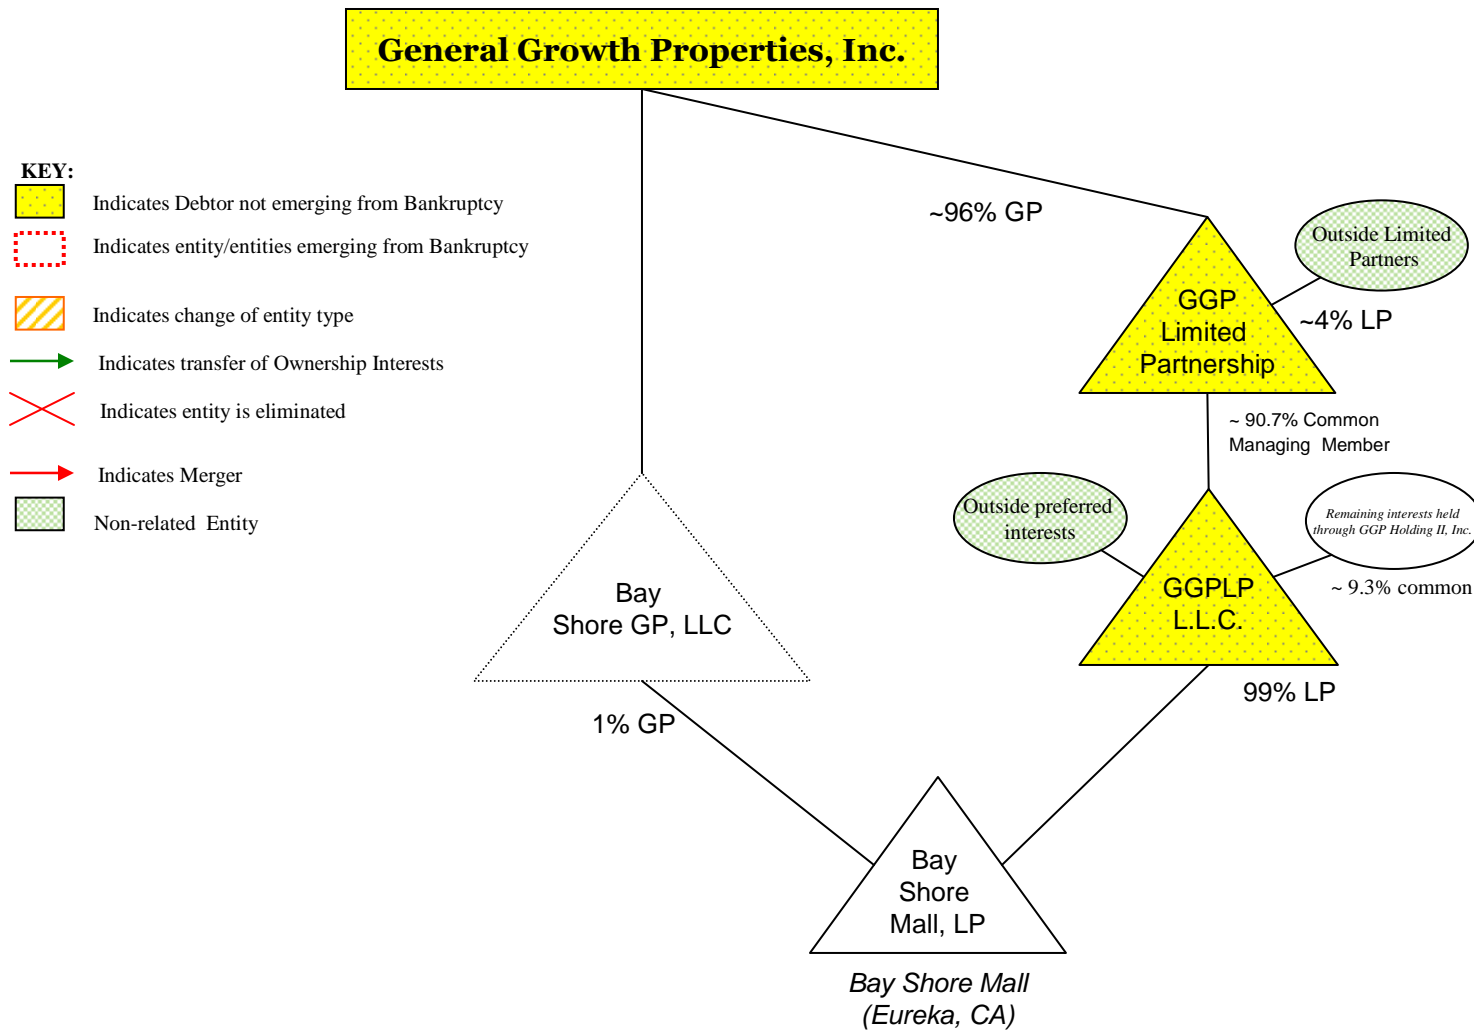 General Growth Properties, Inc.
KEY:
Indicates Debtor not emerging from Bankruptcy
Indicates entity/entities emerging from Bankruptcy
Indicates change of entity type
Indicates transfer of Ownership Interests
Indicates entity is eliminated
Indicates Merger
Non-related Entity
~96% GP
Outside Limited
Partners
~4% LP
GGP
Limited
Partnership
~ 90.7% Common
Managing Member
Outside preferred
interests
Remaining interests held
through GGP Holding II, Inc.
~ 9.3% common
GGPLP
L.L.C.
99% LP
Bay
Shore GP, LLC
1% GP
Bay
Shore
Mall, LP
Bay Shore Mall
(Eureka, CA)